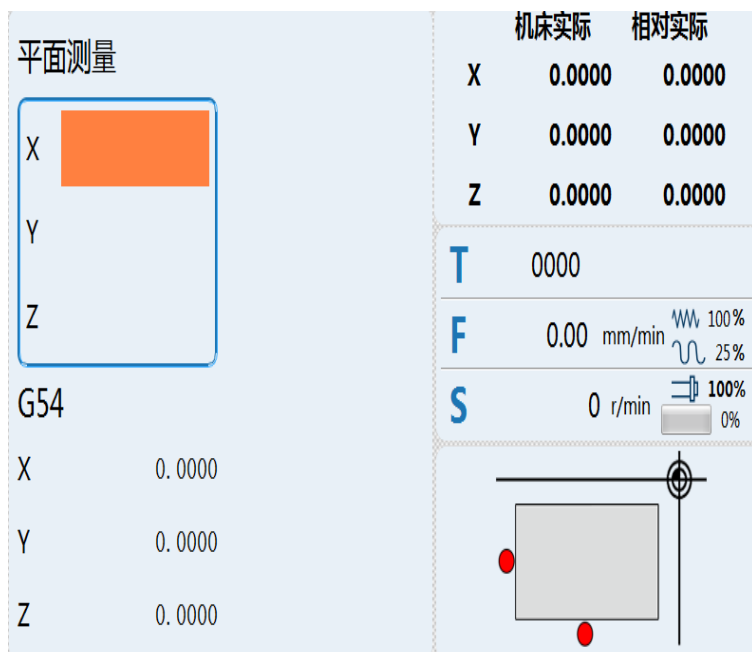 平面测量
X
Y
Z
G54
X 0.0000
Y 0.0000
Z 0.0000
机床实际 相对实际
X 0.0000 0.0000
Y 0.0000 0.0000
Z 0.0000 0.0000
T 0000
F 0.00 mm/min 100% 25%
S 0 r/min 100% 0%